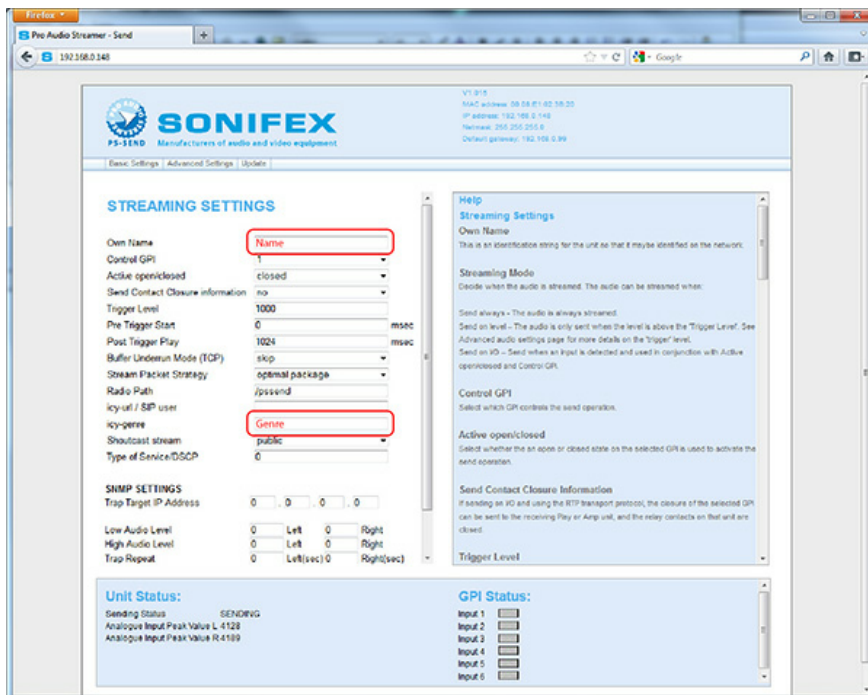 Firefox
Pro Audio Streamer - Send
192.168.0.148
Google
SONIFEX
PS-SEND Manufacturers of audio and video equipment
V1.015
IP address: 192.168.0.148
Netmask: 255.255.255.0
Default gateway: 192.168.0.99
Basic Settings | Advanced Settings | Update
STREAMING SETTINGS
Own Name Name
Control GPI 1
Active open/closed closed
Send Contact Closure information no
Trigger Level 1000
Pre Trigger Start 0 msec
Post Trigger Play 1024 msec
Buffer Underrun Mode (TCP) skip
Stream Packet Strategy optimal package
Radio Path /pssend
icy-url / SIP user
icy-genre Genre
Shoutcast stream public
Type of Service/DSCP 0
SNMP SETTINGS
Trap Target IP Address 0 . 0 . 0 . 0
Low Audio Level 0 Left 0 Right
High Audio Level 0 Left 0 Right
Trap Repeat 0 Left(sec) 0 Right(sec)
Help
Streaming Settings
Own Name
This is an identification string for the unit so that it maybe identified on the network.
Streaming Mode
Decide when the audio is streamed. The audio can be streamed when:
Send always - The audio is always streamed.
Send on level - The audio is only sent when the level is above the 'Trigger Level'. See
Advanced audio settings page for more details on the 'trigger' level.
Send on I/O - Send when an input is detected and used in conjunction with Active
open/closed and Control GPI.
Control GPI
Select which GPI controls the send operation.
Active open/closed
Select whether the an open or closed state on the selected GPI is used to activate the
send operation.
Send Contact Closure Information
If sending on I/O and using the RTP transport protocol, the closure of the selected GPI
can be sent to the receiving Play or Amp unit, and the relay contacts on that unit are
closed.
Trigger Level
Unit Status:
Sending Status SENDING
Analogue Input Peak Value L 4128
Analogue Input Peak Value R 4189
GPI Status:
Input 1
Input 2
Input 3
Input 4
Input 5
Input 6